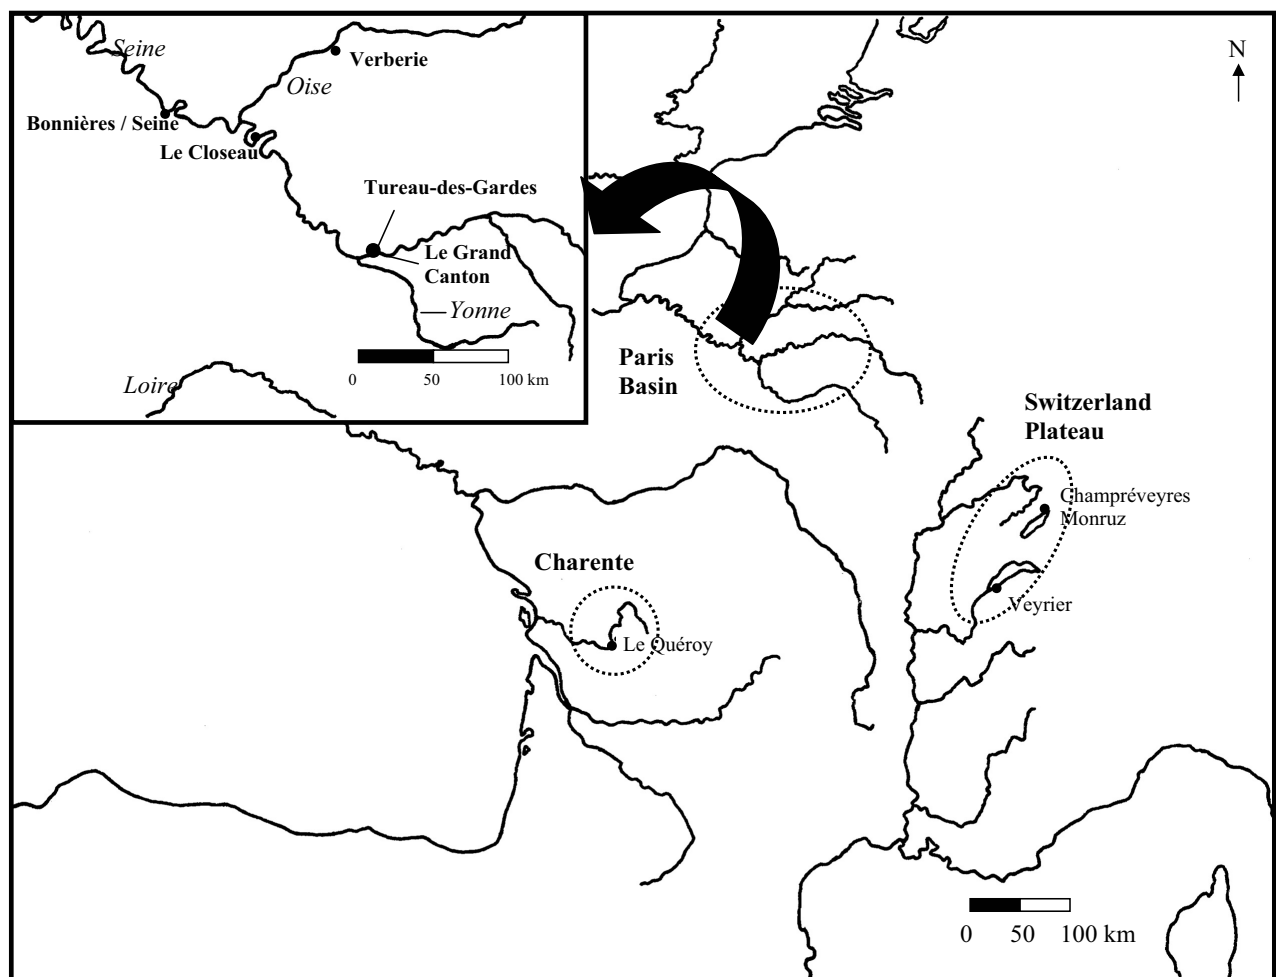 Seine
Verberie
Oise
Bonnières / Seine
Le Closeau
Tureau-des-Gardes
Le Grand
Canton
Yonne
0 50 100 km
Loire
N
Paris
Basin
Switzerland
Plateau
Champréveyres
Monruz
Veyrier
Charente
Le Quéroy
0 50 100 km